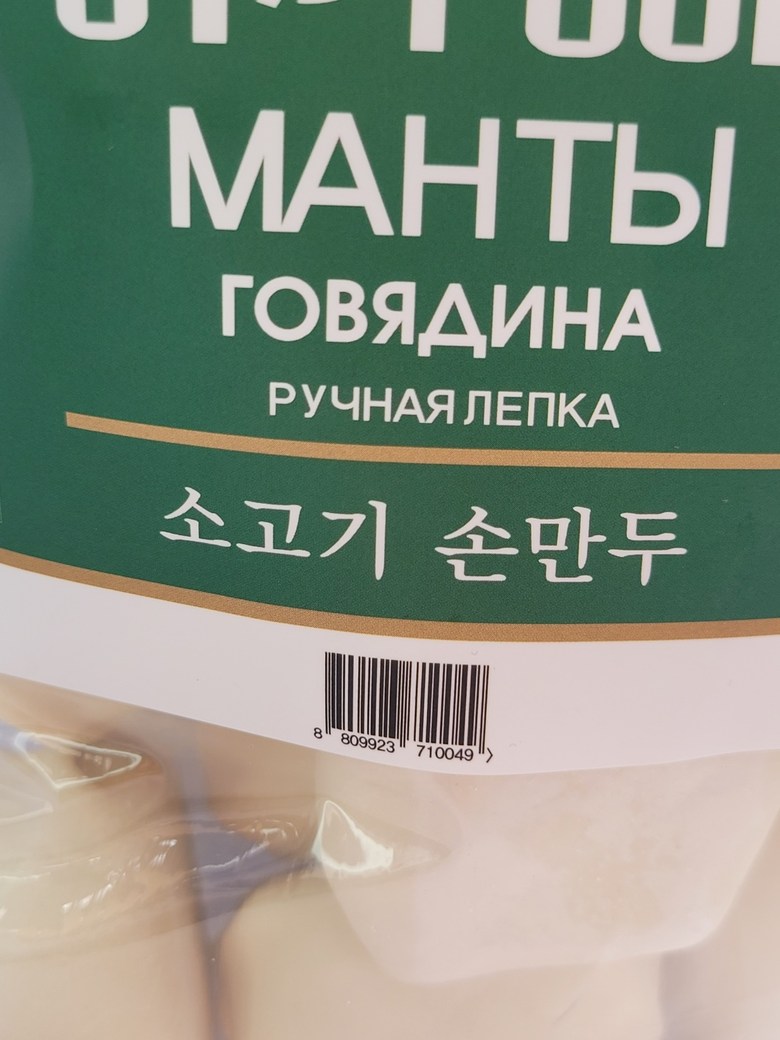 МАНТЫ
ГОВЯДИНА
РУЧНАЯ ЛЕПКА
소고기 손만두
8 809923 710049 >